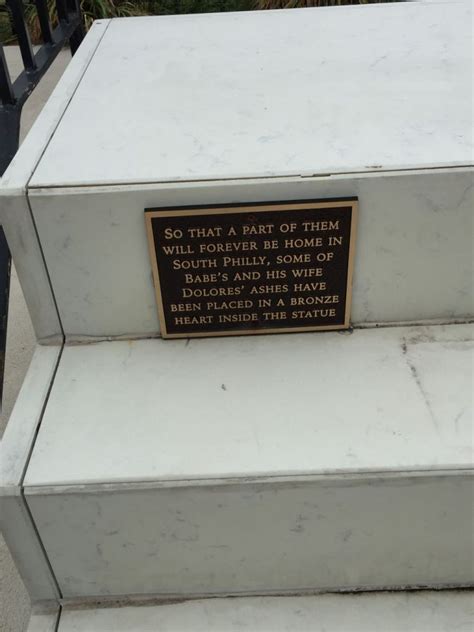 SO THAT A PART OF THEM
WILL FOREVER BE HOME IN
SOUTH PHILLY, SOME OF
BABE'S AND HIS WIFE
DOLORES' ASHES HAVE
BEEN PLACED IN A BRONZE
HEART INSIDE THE STATUE